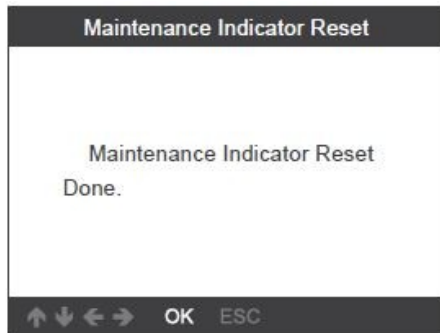 Maintenance Indicator Reset
Maintenance Indicator Reset
Done.
OK ESC